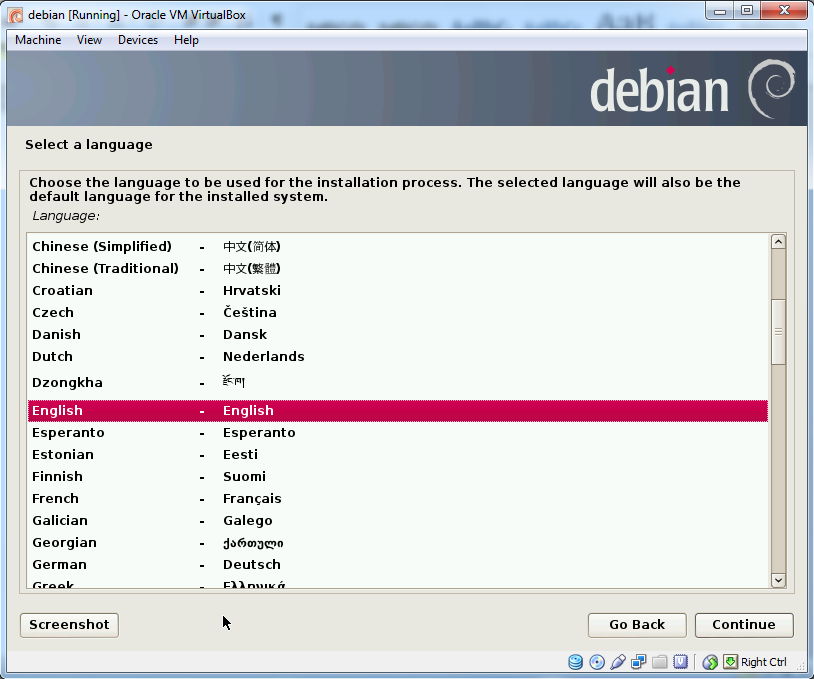 debian [Running] - Oracle VM VirtualBox
Machine View Devices Help
debian
Select a language
Choose the language to be used for the installation process. The selected language will also be the
default language for the installed system.
Language:
Chinese (Simplified) - 中文(简体)
Chinese (Traditional) - 中文(繁體)
Croatian - Hrvatski
Czech - Čeština
Danish - Dansk
Dutch - Nederlands
Dzongkha - རྫོང་ཁ།
English - English
Esperanto - Esperanto
Estonian - Eesti
Finnish - Suomi
French - Français
Galician - Galego
Georgian - ქართული
German - Deutsch
Greek - Ελληνικά
Screenshot Go Back Continue
Right Ctrl